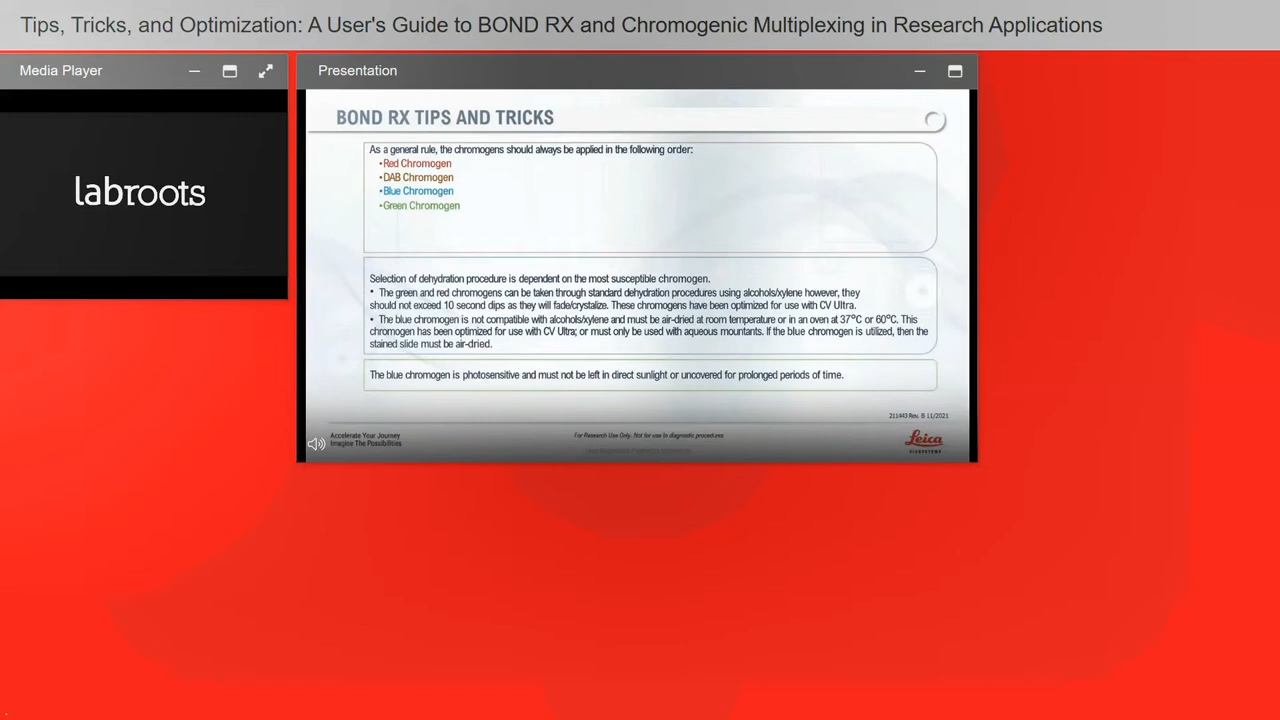 Tips, Tricks, and Optimization: A User's Guide to BOND RX and Chromogenic Multiplexing in Research Applications
Media Player
Presentation
labroots
BOND RX TIPS AND TRICKS
As a general rule, the chromogens should always be applied in the following order:
•Red Chromogen
•DAB Chromogen
•Blue Chromogen
•Green Chromogen
Selection of dehydration procedure is dependent on the most susceptible chromogen.
• The green and red chromogens can be taken through standard dehydration procedures using alcohols/xylene however, they
should not exceed 10 second dips as they will fade/crystalize. These chromogens have been optimized for use with CV Ultra.
• The blue chromogen is not compatible with alcohols/xylene and must be air-dried at room temperature or in an oven at 37°C or 60°C. This
chromogen has been optimized for use with CV Ultra; or must only be used with aqueous mountants. If the blue chromogen is utilized, then the
stained slide must be air-dried.
The blue chromogen is photosensitive and must not be left in direct sunlight or uncovered for prolonged periods of time.
211443 Rev. B 11/2021
Accelerate Your Journey
Imagine The Possibilities
For Research Use Only. Not for use in diagnostic procedures.
Leica
BIOSYSTEMS